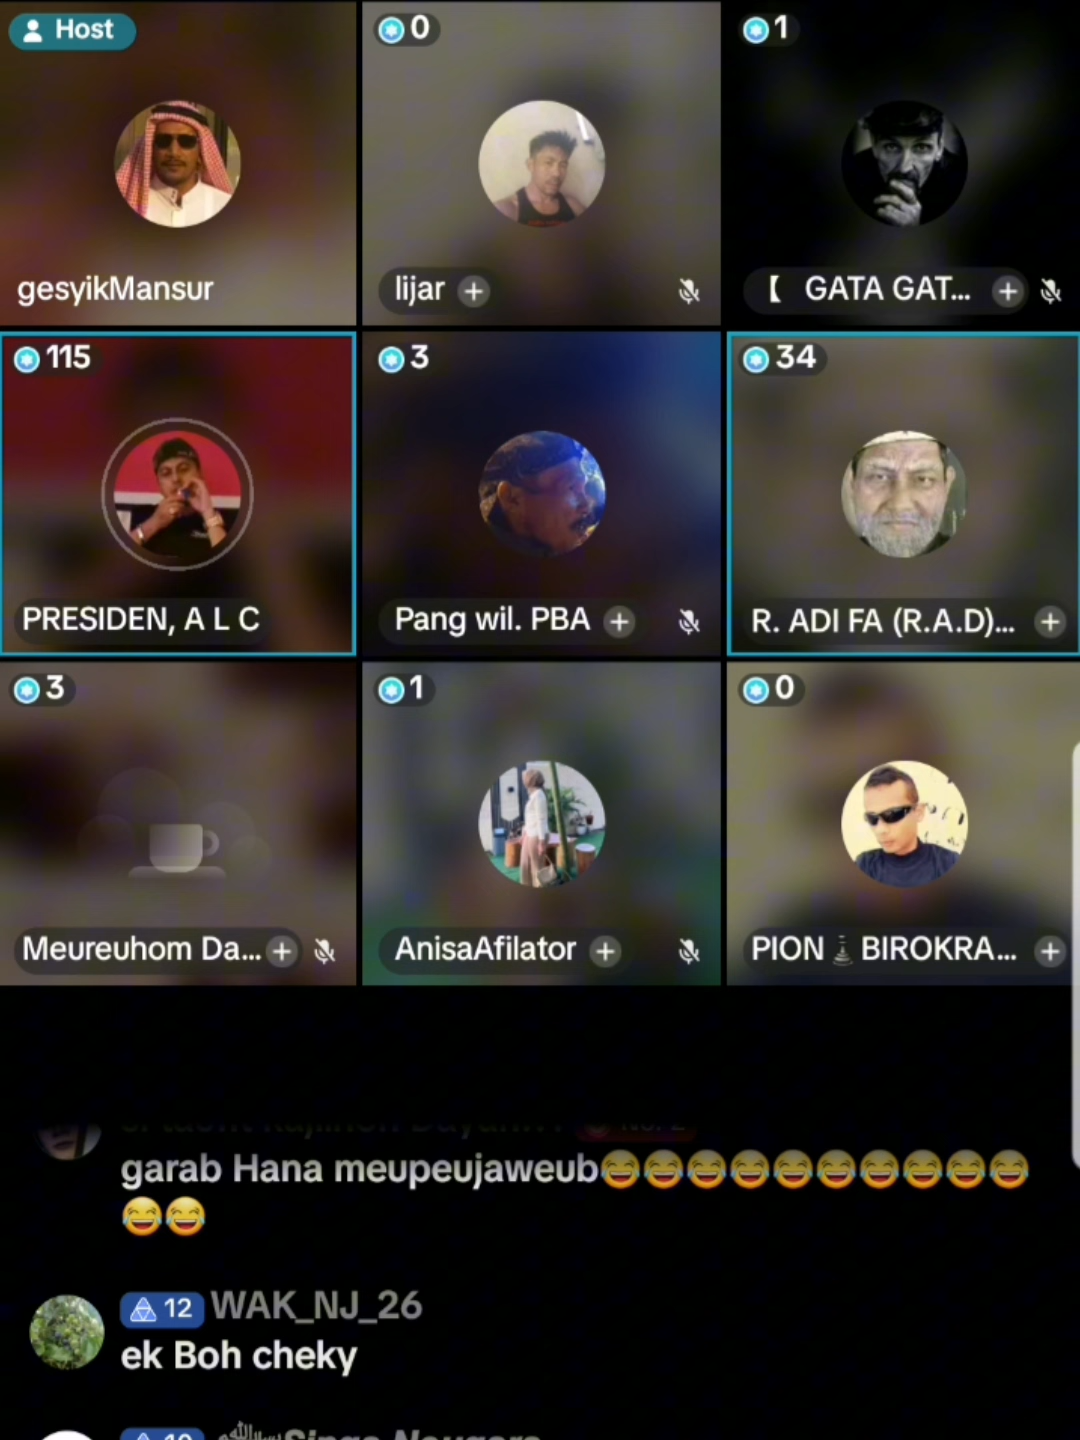 Host
0
1
gesyikMansur
lijar
【 GATA GAT...
115
3
34
PRESIDEN, A L C
Pang wil. PBA
R. ADI FA (R.A.D)...
3
1
0
Meureuhom Da...
AnisaAfilator
PION BIROKRA...
garab Hana meupeujaweub😂😂😂😂😂😂😂😂😂😂
😂😂
12 WAK_NJ_26
ek Boh cheky